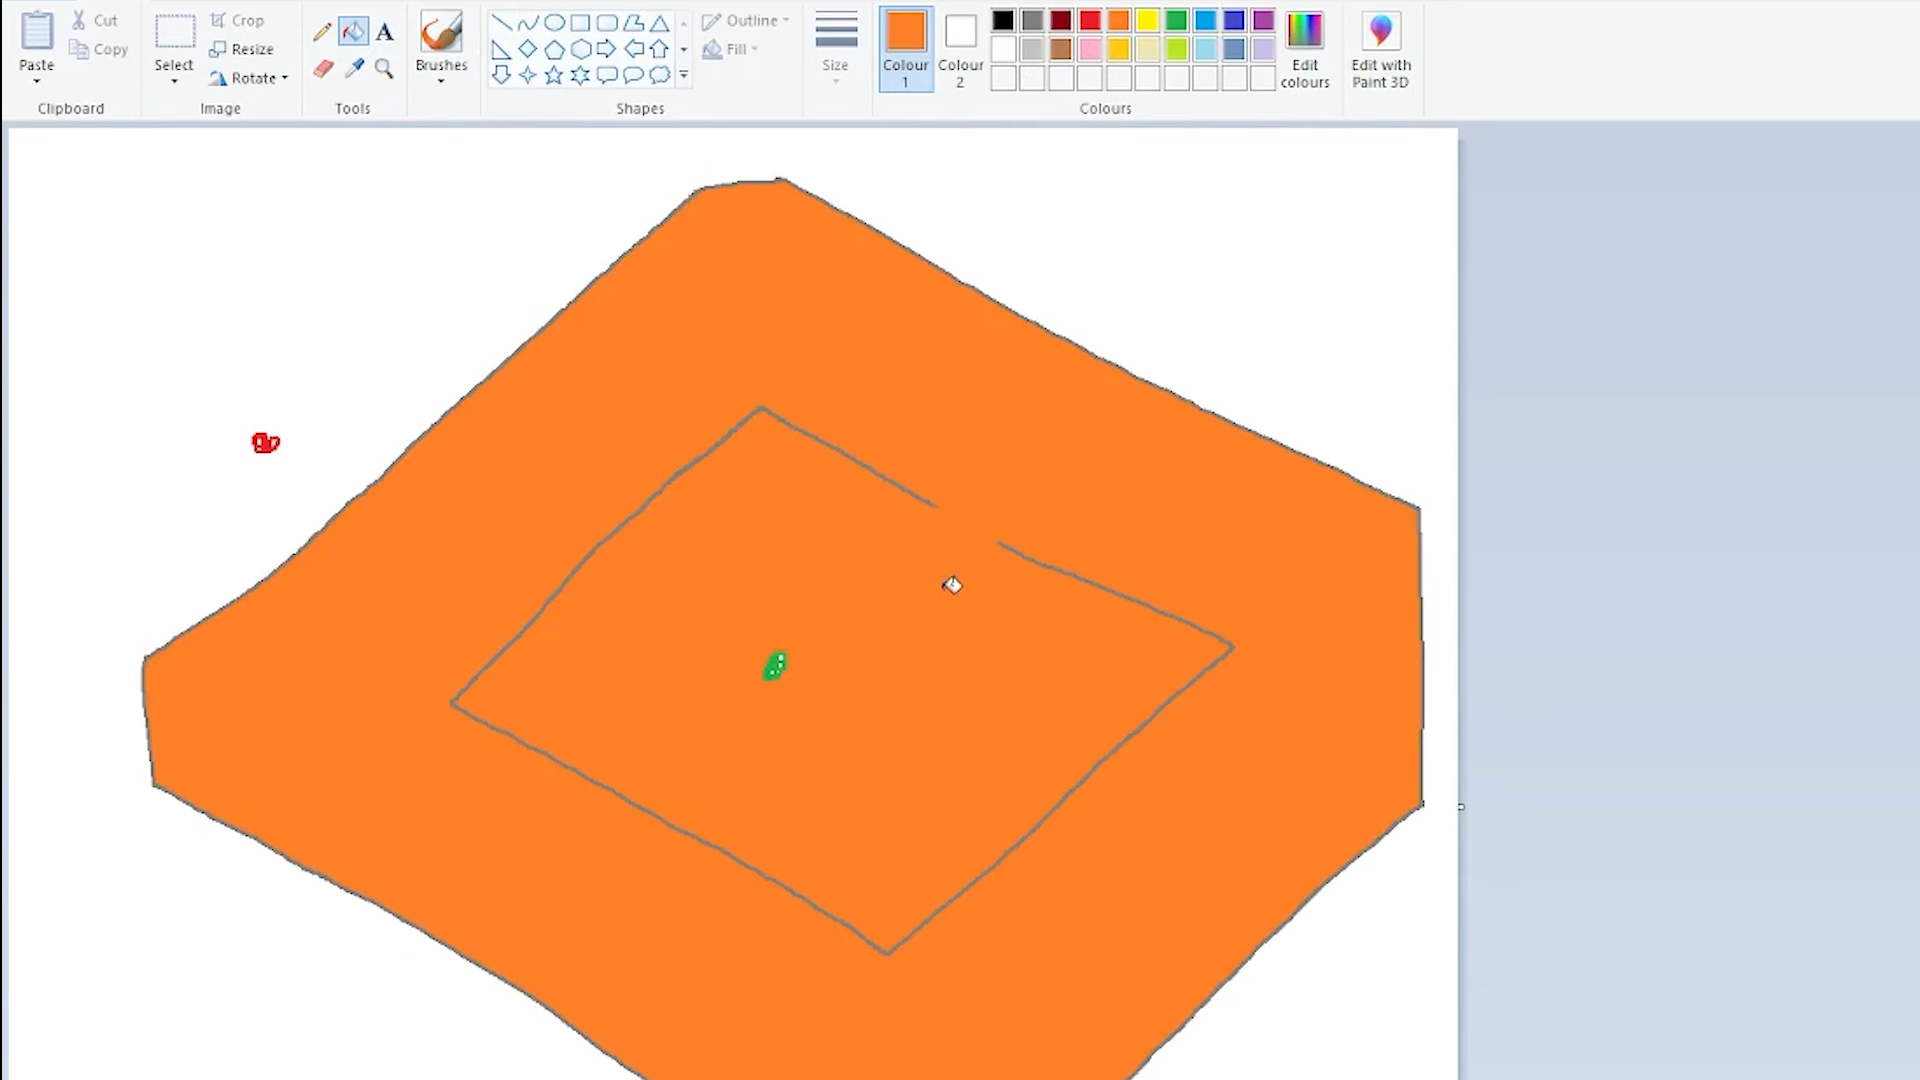 Paste
Cut
Copy
Clipboard
Select
Crop
Resize
Rotate
Image
A
Tools
Brushes
Shapes
Outline
Fill
Size
Colour
1
Colour
2
Colours
Edit
colours
Edit with
Paint 3D